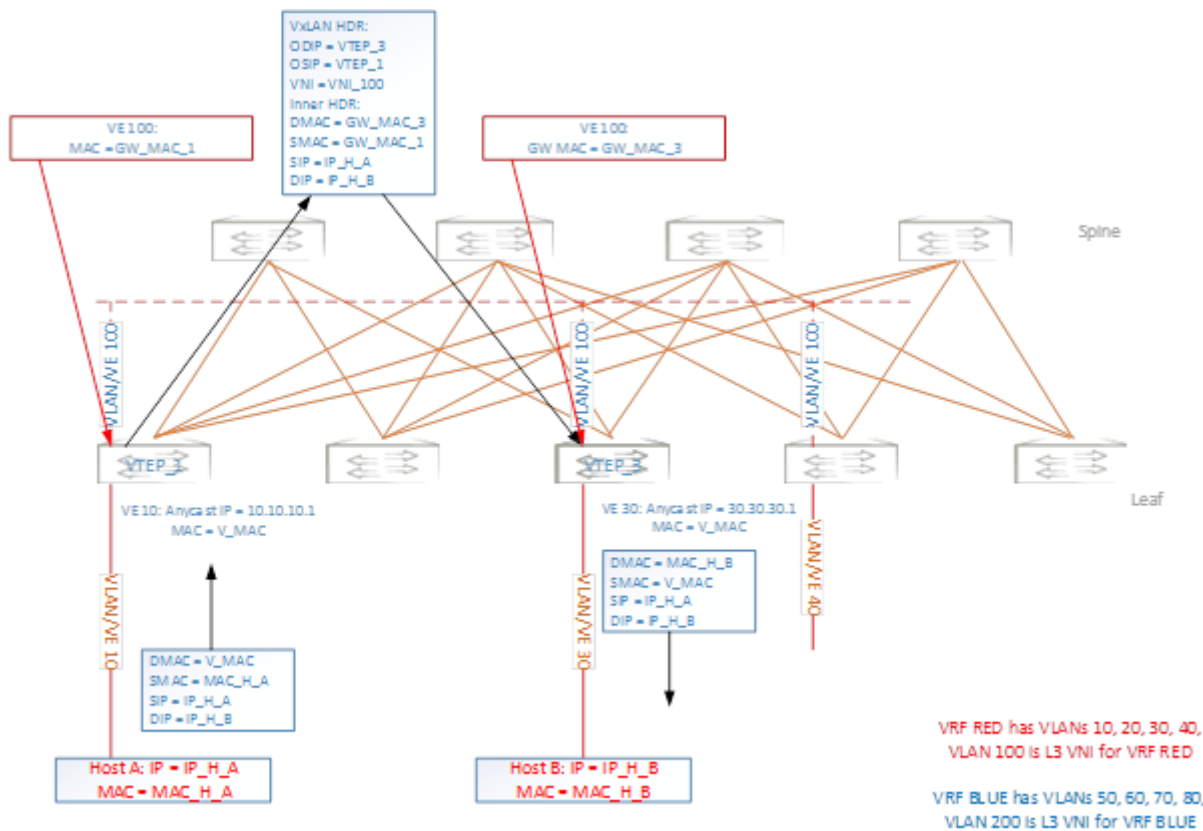 VxLAN HDR:
ODIP = VTEP_3
OSIP = VTEP_1
VNI = VNI_100
Inner HDR:
DMAC = GW_MAC_3
SMAC = GW_MAC_1
SIP = IP_H_A
DIP = IP_H_B
VE 100:
MAC =GW_MAC_1
VE 100:
GW MAC = GW_MAC_3
Spine
VLAN/VE 100
VLAN/VE 100
VLAN/VE 100
VTEP_1
VTEP_3
Leaf
VE 10: Anycast IP = 10.10.10.1
MAC = V_MAC
VE 30: Anycast IP = 30.30.30.1
MAC = V_MAC
VLAN/VE 10
VLAN/VE 30
VLAN/VE 40
DMAC = MAC_H_B
SMAC = V_MAC
SIP = IP_H_A
DIP = IP_H_B
DMAC = V_MAC
SMAC = MAC_H_A
SIP = IP_H_A
DIP = IP_H_B
Host A: IP = IP_H_A
MAC = MAC_H_A
Host B: IP = IP_H_B
MAC = MAC_H_B
VRF RED has VLANs 10, 20, 30, 40,
VLAN 100 is L3 VNI for VRF RED
VRF BLUE has VLANs 50, 60, 70, 80,
VLAN 200 is L3 VNI for VRF BLUE